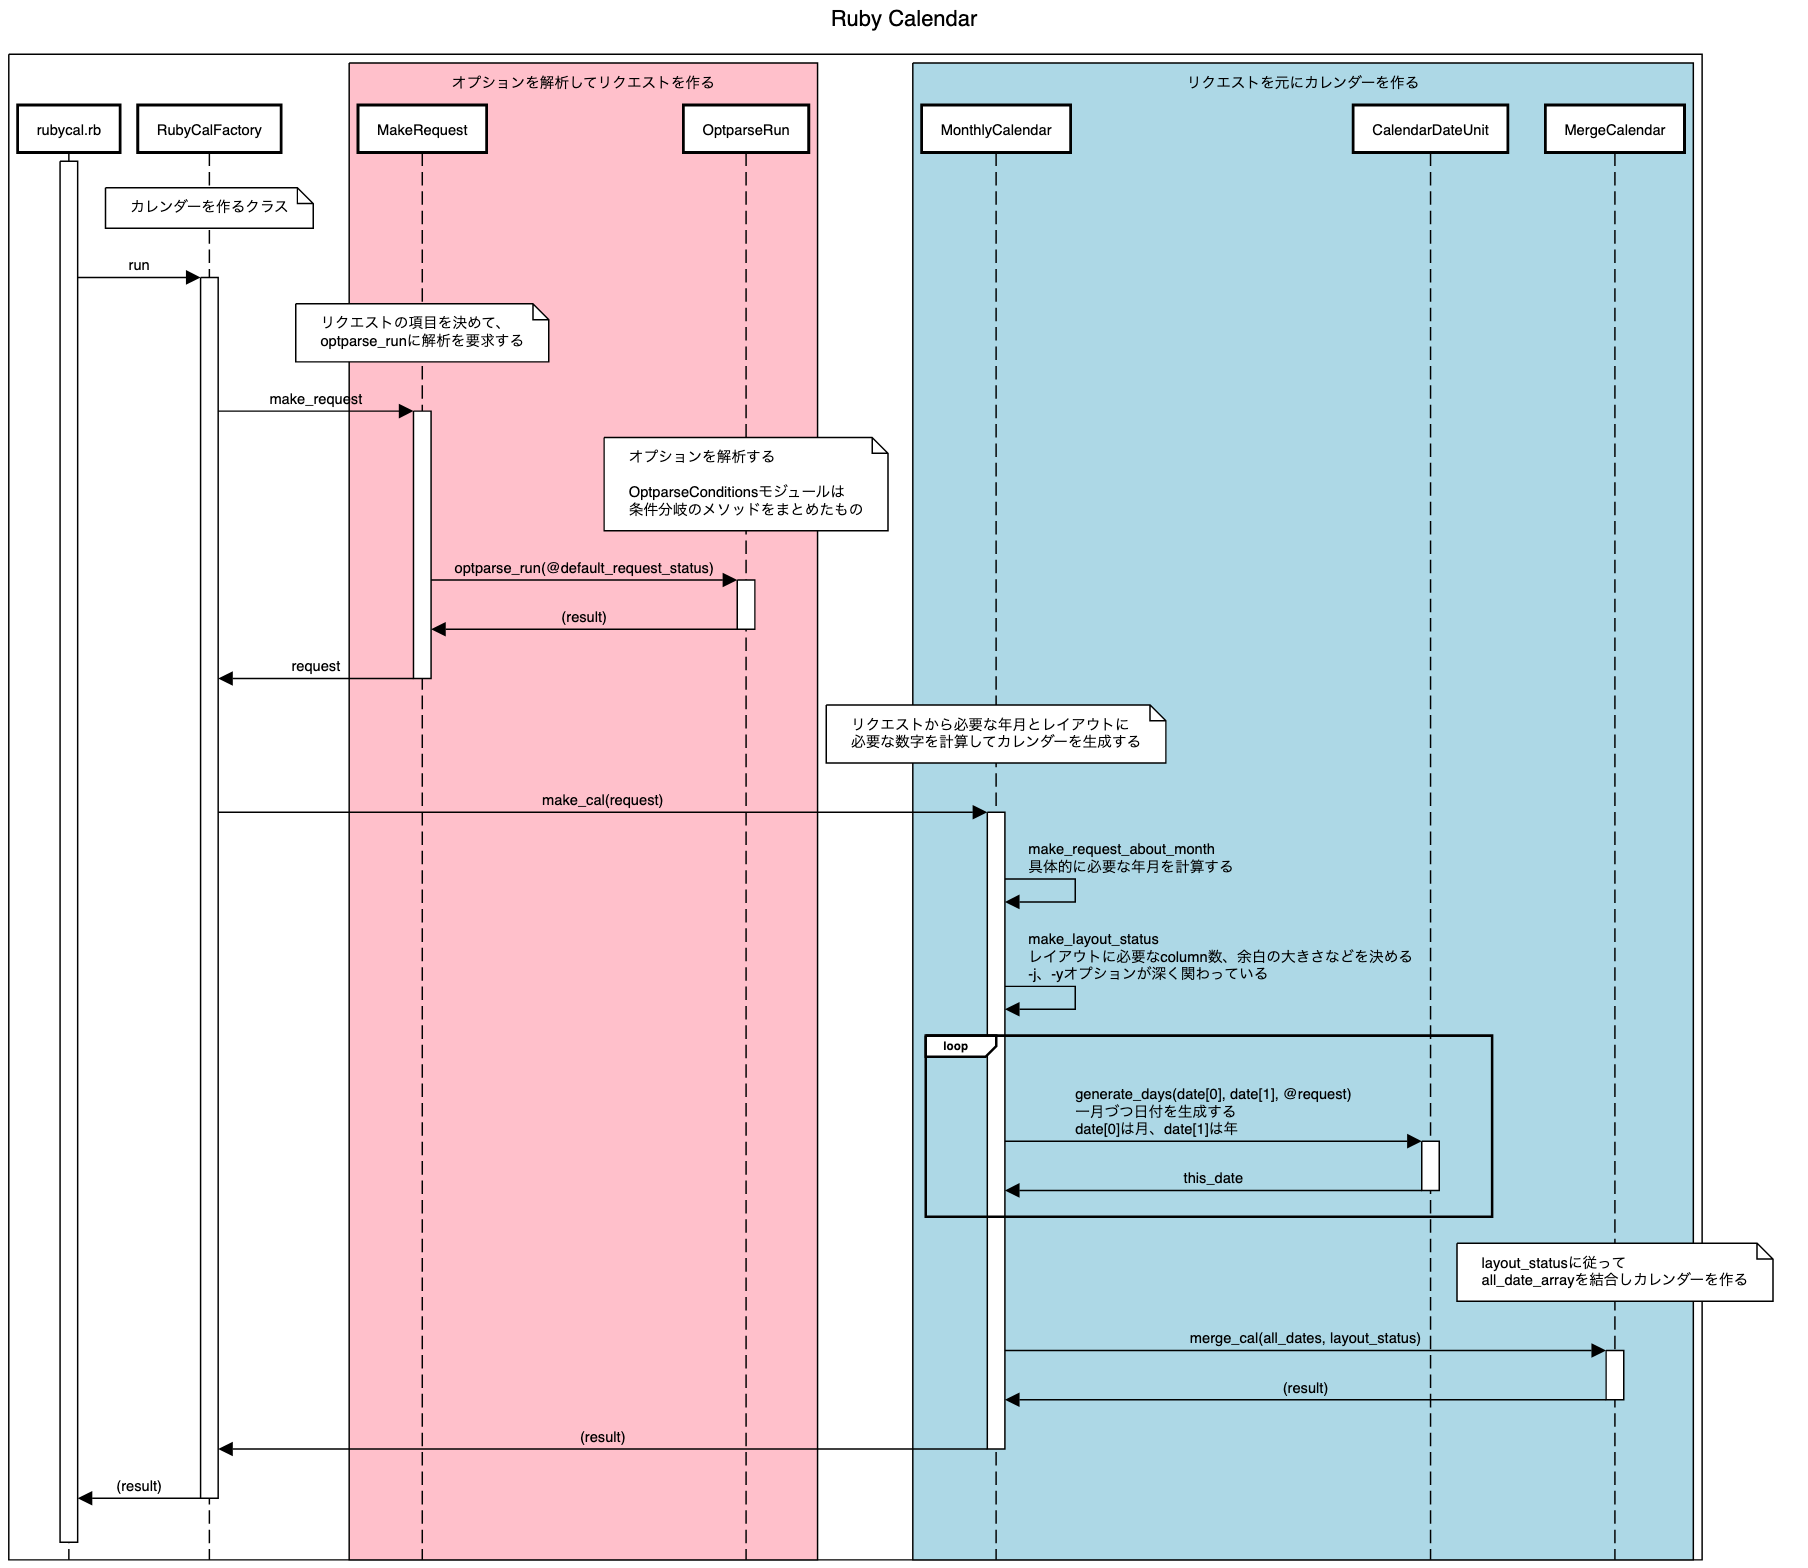 Ruby Calendar
オプションを解析してリクエストを作る
リクエストを元にカレンダーを作る
rubycal.rb
RubyCalFactory
MakeRequest
OptparseRun
MonthlyCalendar
CalendarDateUnit
MergeCalendar
カレンダーを作るクラス
run
リクエストの項目を決めて、
optparse_runに解析を要求する
make_request
オプションを解析する
OptparseConditionsモジュールは
条件分岐のメソッドをまとめたもの
optparse_run(@default_request_status)
(result)
request
リクエストから必要な年月とレイアウトに
必要な数字を計算してカレンダーを生成する
make_cal(request)
make_request_about_month
具体的に必要な年月を計算する
make_layout_status
レイアウトに必要なcolumn数、余白の大きさなどを決める
-j、-yオプションが深く関わっている
loop
generate_days(date[0], date[1], @request)
一月づつ日付を生成する
date[0]は月、date[1]は年
this_date
layout_statusに従って
all_date_arrayを結合しカレンダーを作る
merge_cal(all_dates, layout_status)
(result)
(result)
(result)